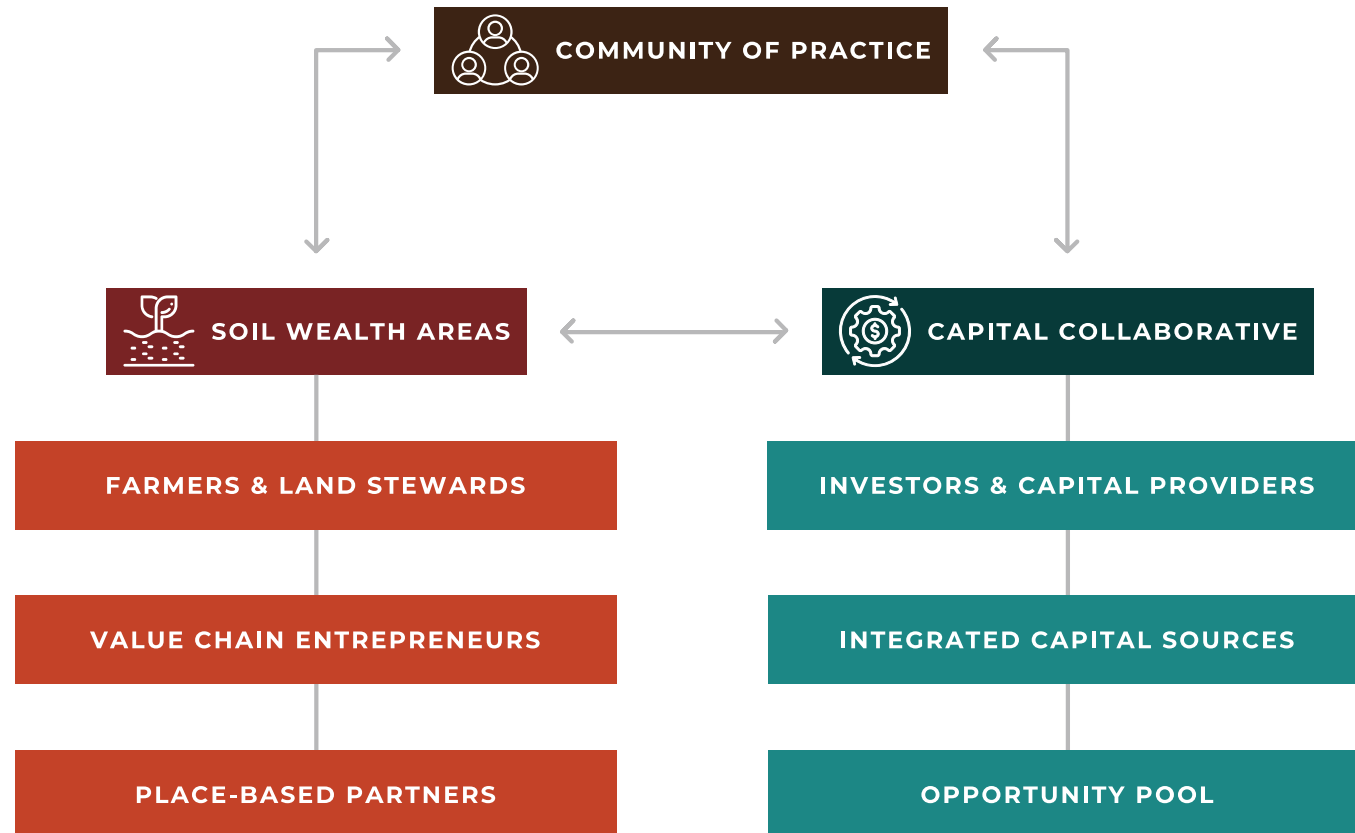 COMMUNITY OF PRACTICE
SOIL WEALTH AREAS
CAPITAL COLLABORATIVE
$
FARMERS & LAND STEWARDS
INVESTORS & CAPITAL PROVIDERS
VALUE CHAIN ENTREPRENEURS
INTEGRATED CAPITAL SOURCES
PLACE-BASED PARTNERS
OPPORTUNITY POOL